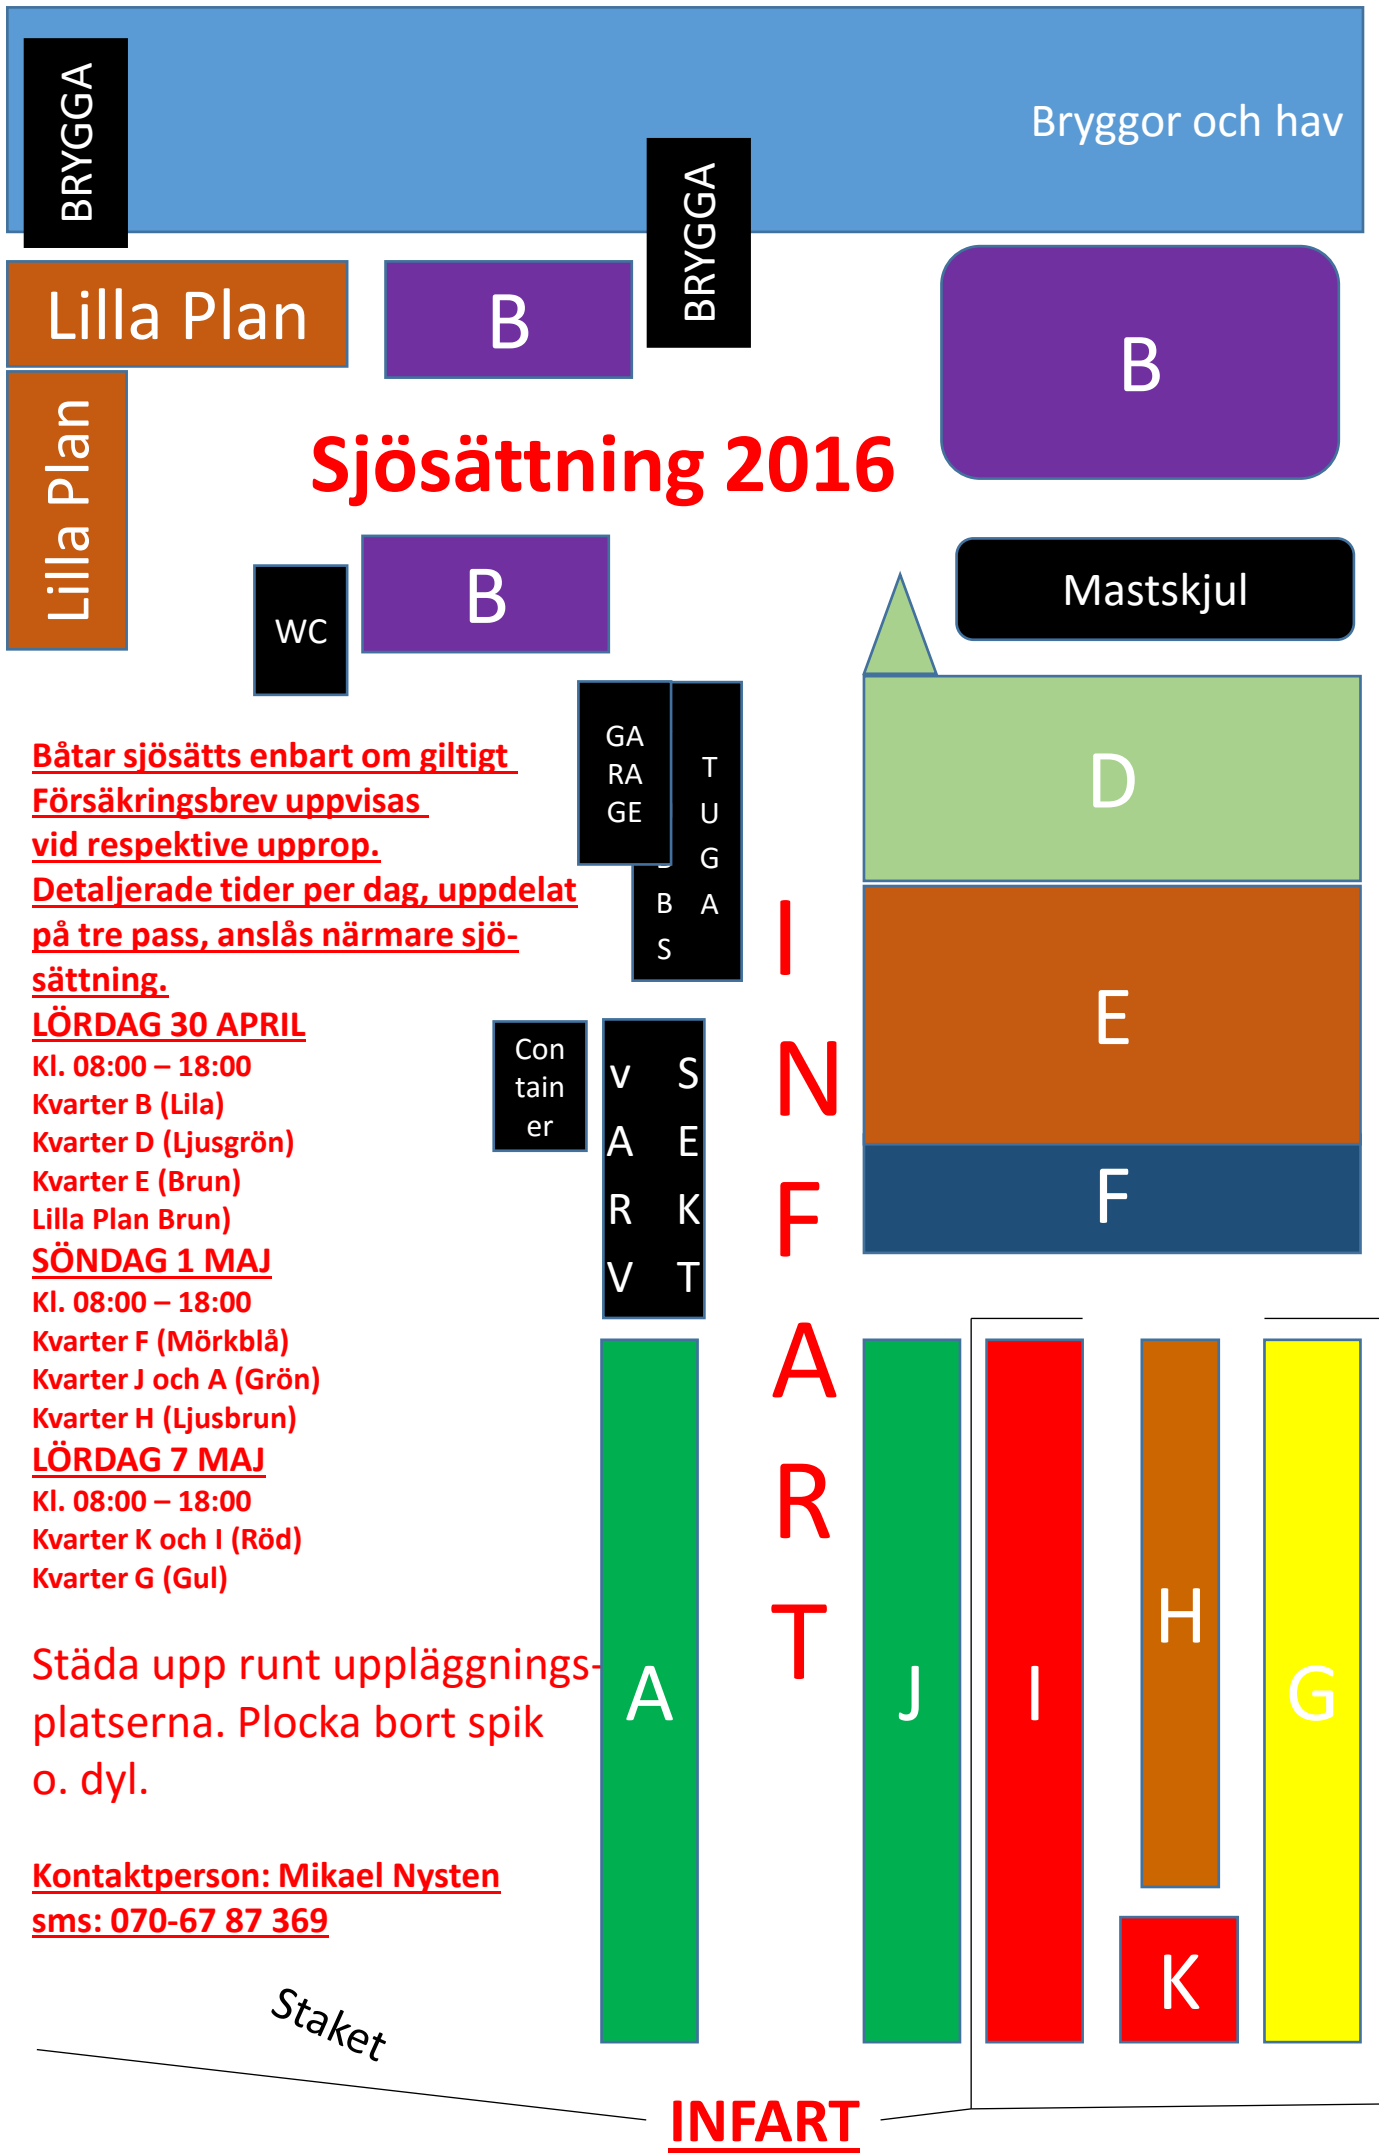 BRYGGA
Bryggor och hav
BRYGGA
Lilla Plan
B
B
Lilla Plan
Sjösättning 2016
B
WC
Mastskjul
GA
RA
GE
T
U
G
A
B
S
D
Båtar sjösätts enbart om giltigt
Försäkringsbrev uppvisas
vid respektive upprop.
Detaljerade tider per dag, uppdelat
på tre pass, anslås närmare sjö-
sättning.
LÖRDAG 30 APRIL
Kl. 08:00 – 18:00
Kvarter B (Lila)
Kvarter D (Ljusgrön)
Kvarter E (Brun)
Lilla Plan Brun)
SÖNDAG 1 MAJ
Kl. 08:00 – 18:00
Kvarter F (Mörkblå)
Kvarter J och A (Grön)
Kvarter H (Ljusbrun)
LÖRDAG 7 MAJ
Kl. 08:00 – 18:00
Kvarter K och I (Röd)
Kvarter G (Gul)
Städa upp runt uppläggnings-
platserna. Plocka bort spik
o. dyl.
Kontaktperson: Mikael Nysten
sms: 070-67 87 369
Con
tain
er
v
A
R
V
S
E
K
T
I
N
F
A
R
T
E
F
A
J
I
H
G
K
Staket
INFART